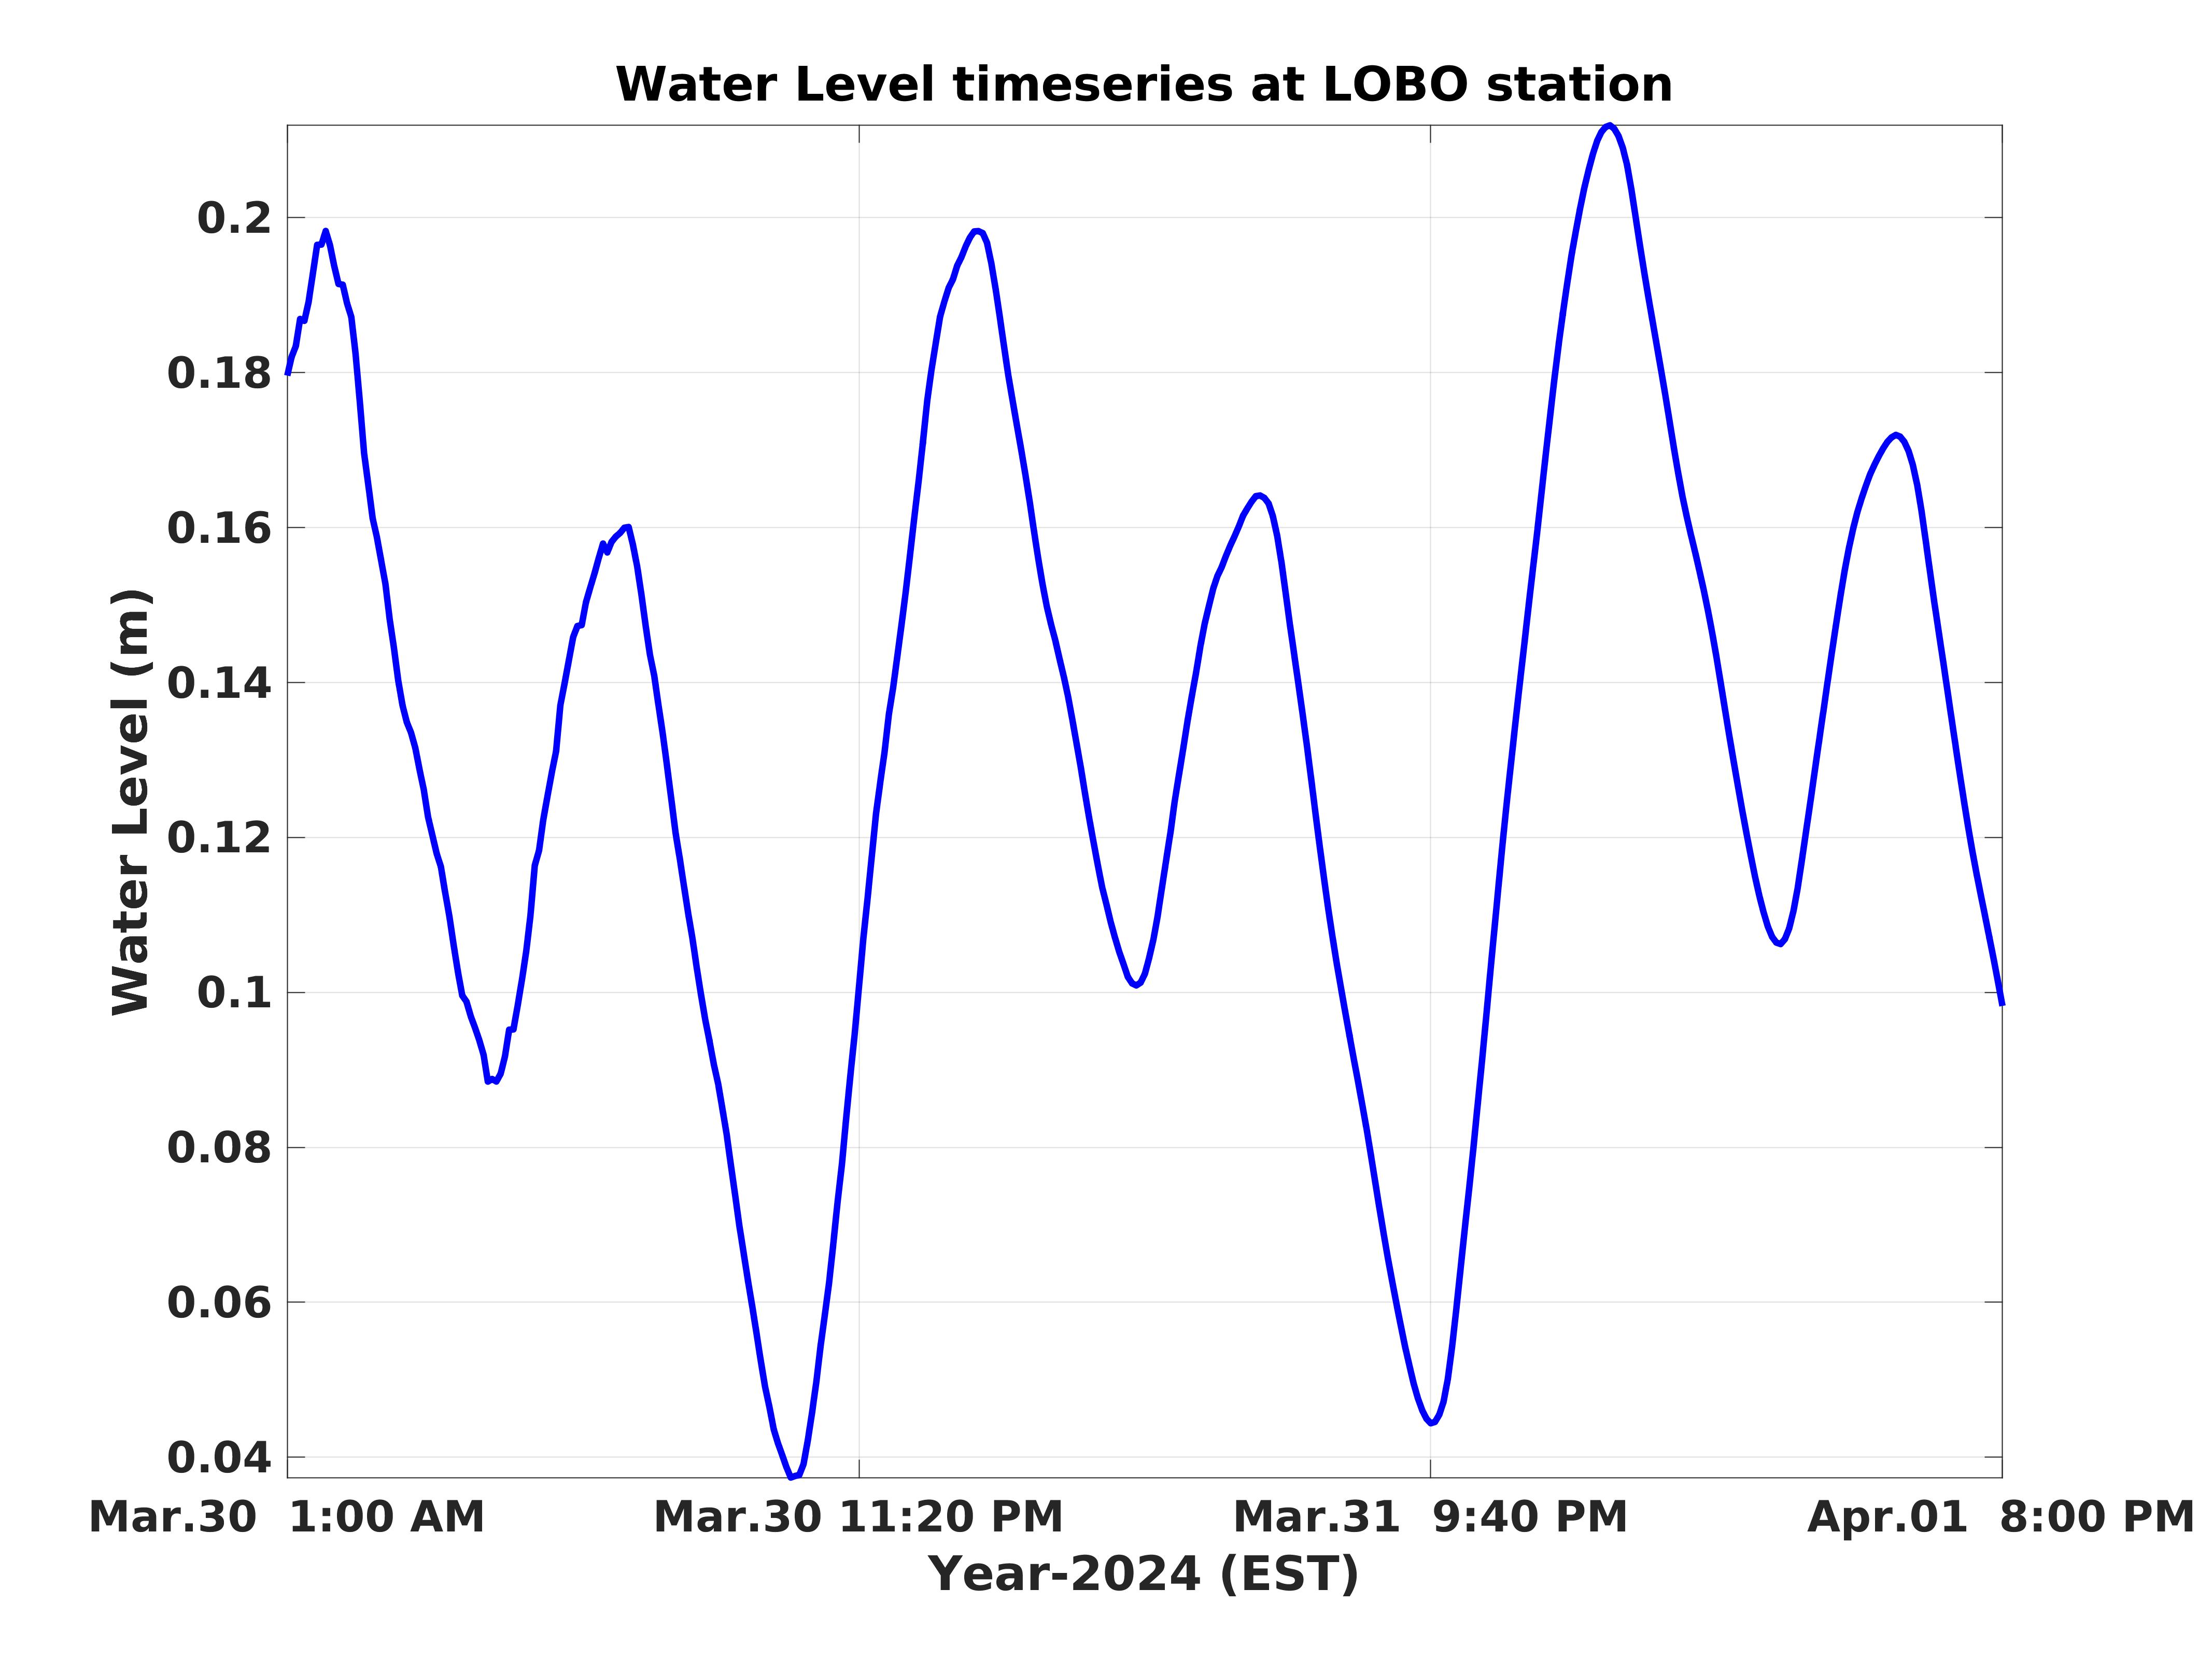 Water Level timeseries at LOBO station
Water Level (m)
0.2
0.18
0.16
0.14
0.12
0.1
0.08
0.06
0.04
Mar.30  1:00 AM
Mar.30 11:20 PM
Mar.31  9:40 PM
Apr.01  8:00 PM
Year-2024 (EST)